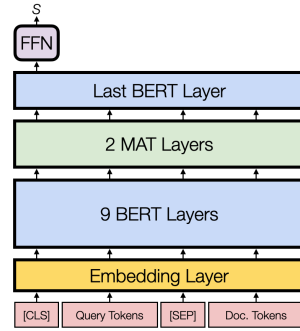 S
FFN
Last BERT Layer
2 MAT Layers
9 BERT Layers
Embedding Layer
[CLS] Query Tokens [SEP] Doc. Tokens